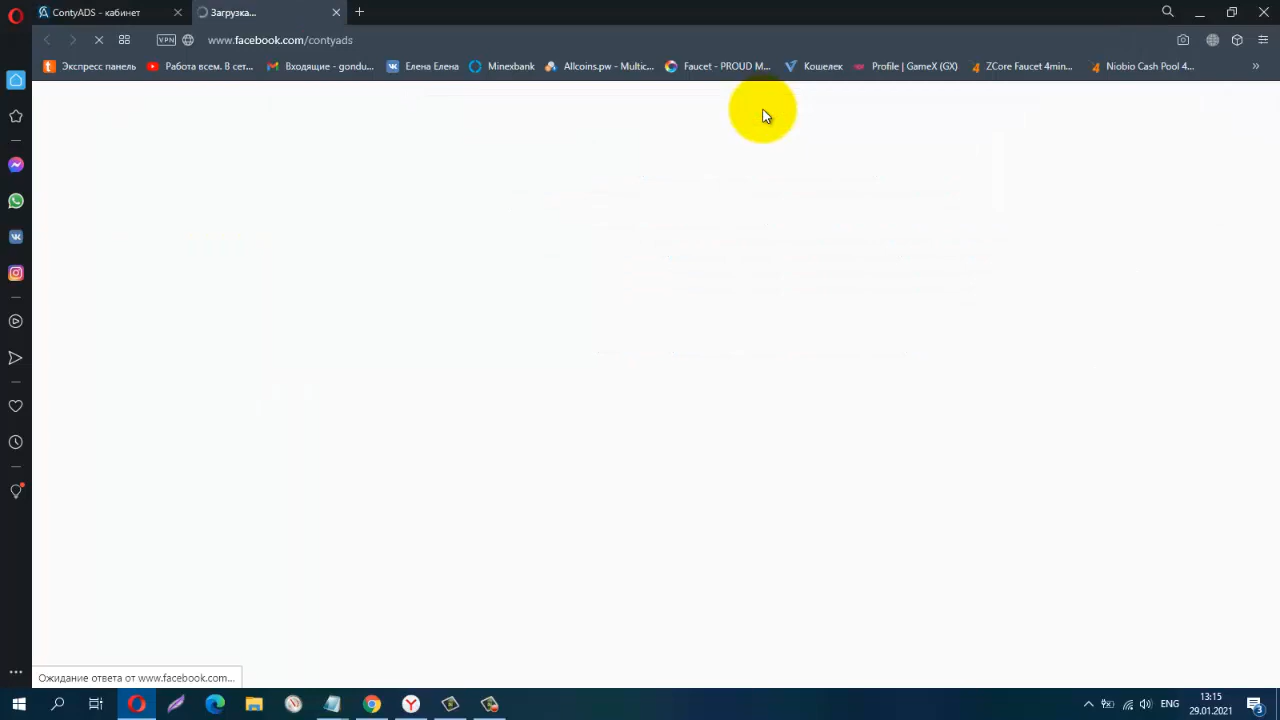 ContyADS - кабинет
Загрузка...
VPN
www.facebook.com/contyads
Экспресс панель
Работа всем. В сет...
Входящие - gondu...
Елена Елена
Minexbank
Allcoins.pw - Multic...
Faucet - PROUD M...
Кошелек
Profile | GameX (GX)
ZCore Faucet 4min...
Niobio Cash Pool 4...
Ожидание ответа от www.facebook.com...
ENG
13:15
29.01.2021
3